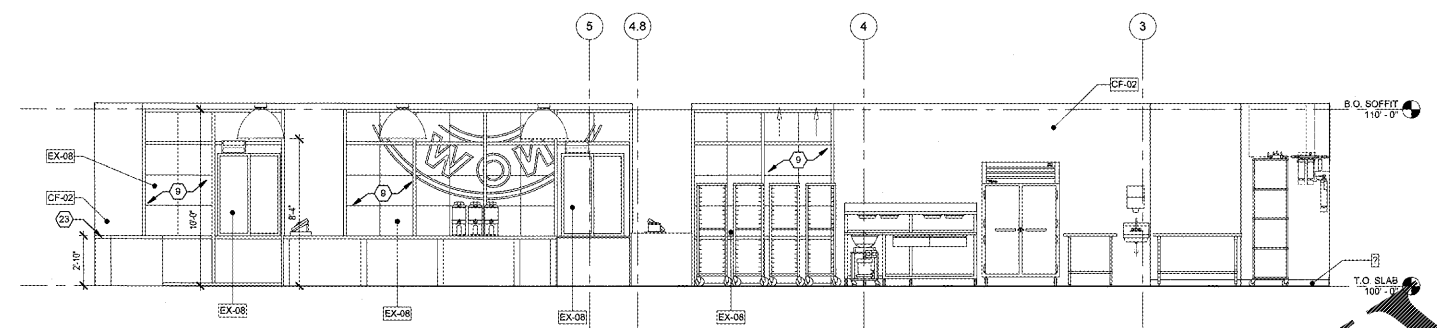 5
4.8
4
3
CF-02
B.O. SOFFIT
110' - 0"
WOW
EX-08
9
9
9
CF-02
23
10'-0"
8'-4"
2'-10"
?
T.O. SLAB
100' - 0"
EX-08
EX-08
EX-08
EX-08